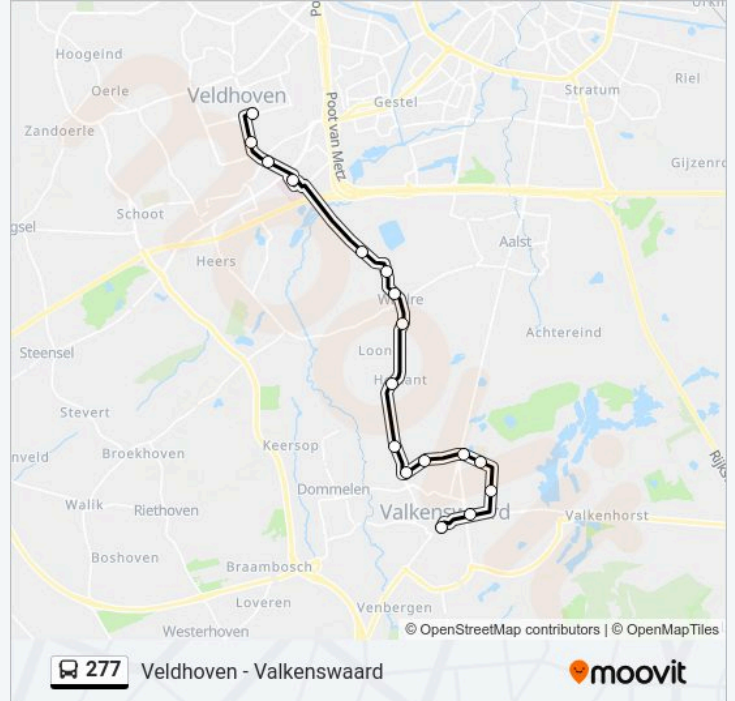 Hoogeind
Oerle
Veldhoven
Gestel
Stratum
Riel
Zandoerle
Poot van Metz
Gijzenro
Schoot
gsel
Aalst
Heers
Achtereind
Steensel
Loon
Stevert
Keersop
nveld
Broekhoven
Dommelen
Walik
Riethoven
Valkenswaard
Valkenhorst
Boshoven
Braambosch
Loveren
Venbergen
Westerhoven
© OpenStreetMap contributors | © OpenMapTiles
277 Veldhoven - Valkenswaard
moovit